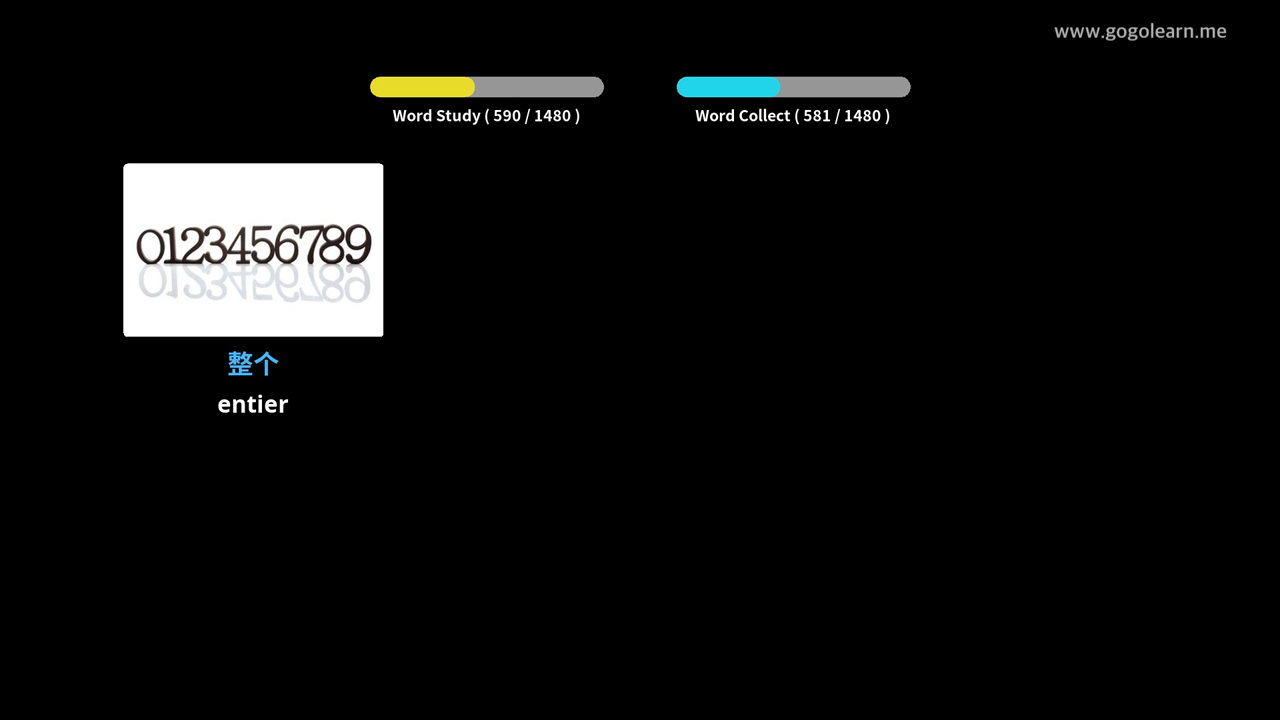 www.gogolearn.me
Word Study ( 590 / 1480 )
Word Collect ( 581 / 1480 )
0123456789
整个
entier